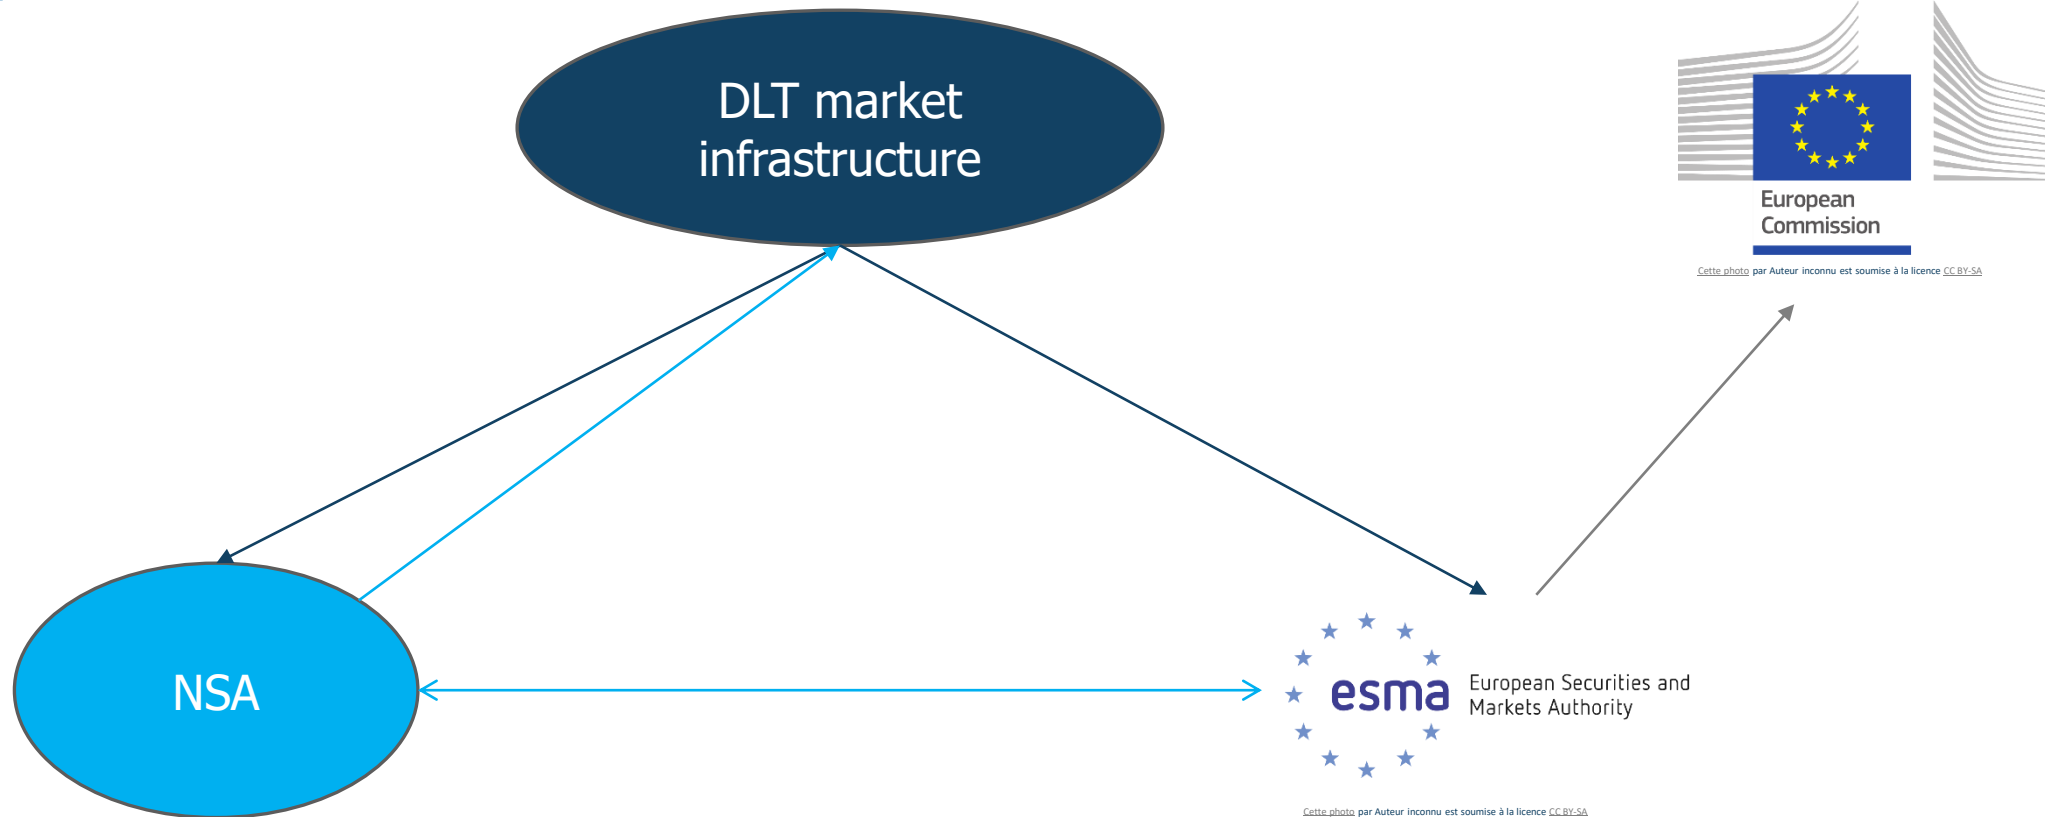 DLT market
infrastructure
European
Commission
Cette photo par Auteur inconnu est soumise à la licence CC BY-SA
NSA
esma
European Securities and
Markets Authority
Cette photo par Auteur inconnu est soumise à la licence CC BY-SA